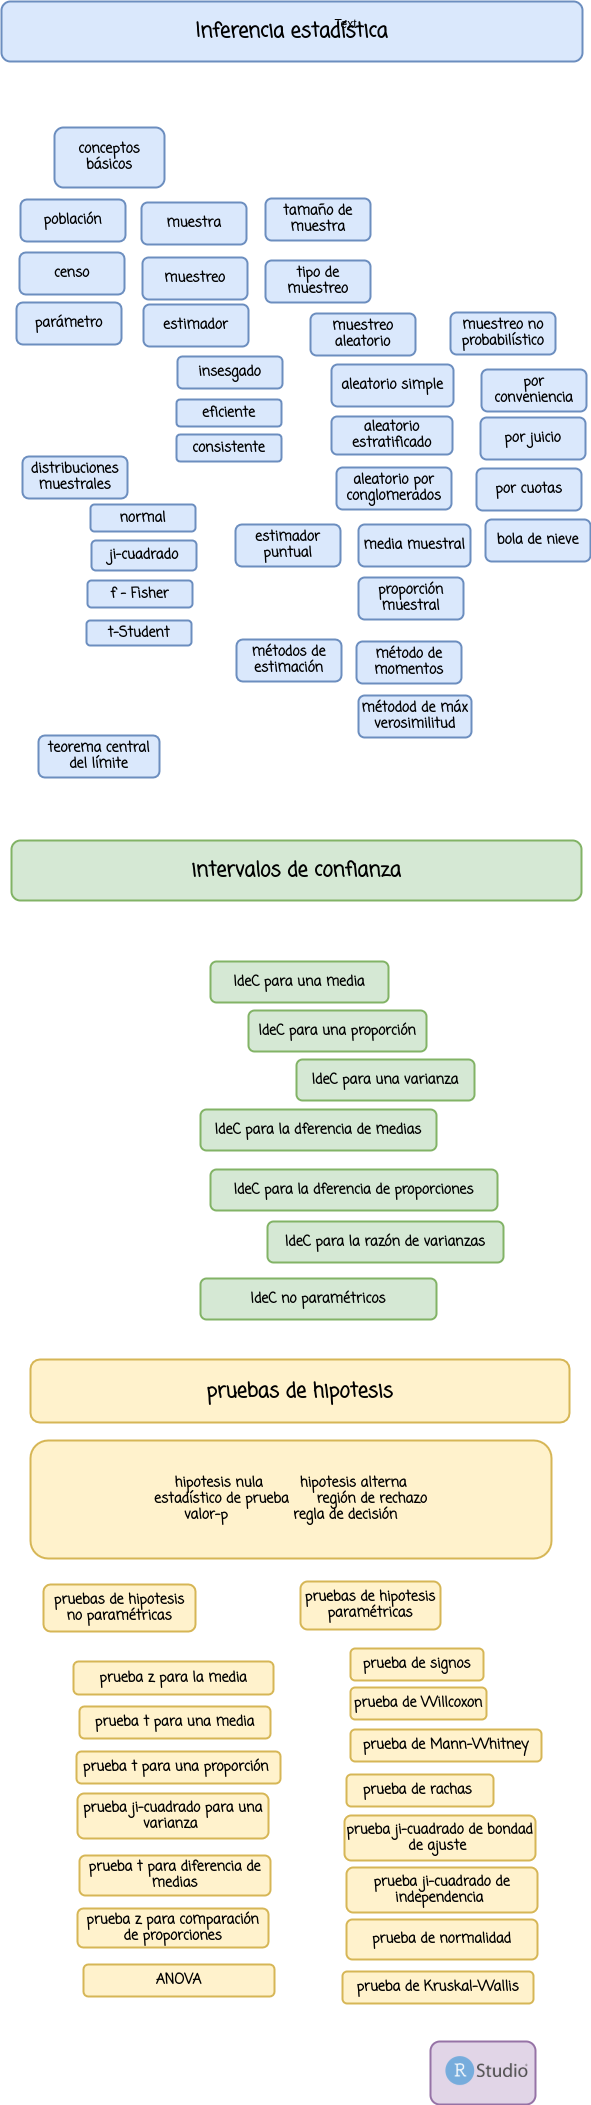 Inferencia estadística
Text
conceptos
básicos
población
muestra
tamaño de
muestra
censo
muestreo
tipo de
muestreo
parámetro
estimador
muestreo
aleatorio
muestreo no
probabilístico
insesgado
aleatorio simple
por
conveniencia
eficiente
aleatorio
estratificado
por juicio
consistente
distribuciones
muestrales
aleatorio por
conglomerados
por cuotas
normal
estimador
puntual
media muestral
bola de nieve
ji-cuadrado
f - Fisher
proporción
muestral
t-Student
métodos de
estimación
método de
momentos
métodod de máx
verosimilitud
teorema central
del límite
Intervalos de confianza
IdeC para una media
IdeC para una proporción
IdeC para una varianza
IdeC para la dferencia de medias
IdeC para la dferencia de proporciones
IdeC para la razón de varianzas
IdeC no paramétricos
pruebas de hipotesis
hipotesis nula hipotesis alterna
estadístico de prueba región de rechazo
valor-p regla de decisión
pruebas de hipotesis
no paramétricas
pruebas de hipotesis
paramétricas
prueba z para la media
prueba t para una media
prueba t para una proporción
prueba ji-cuadrado para una
varianza
prueba t para diferencia de
medias
prueba z para comparación
de proporciones
ANOVA
prueba de signos
prueba de Willcoxon
prueba de Mann-Whitney
prueba de rachas
prueba ji-cuadrado de bondad
de ajuste
prueba ji-cuadrado de
independencia
prueba de normalidad
prueba de Kruskal-Wallis
R Studio